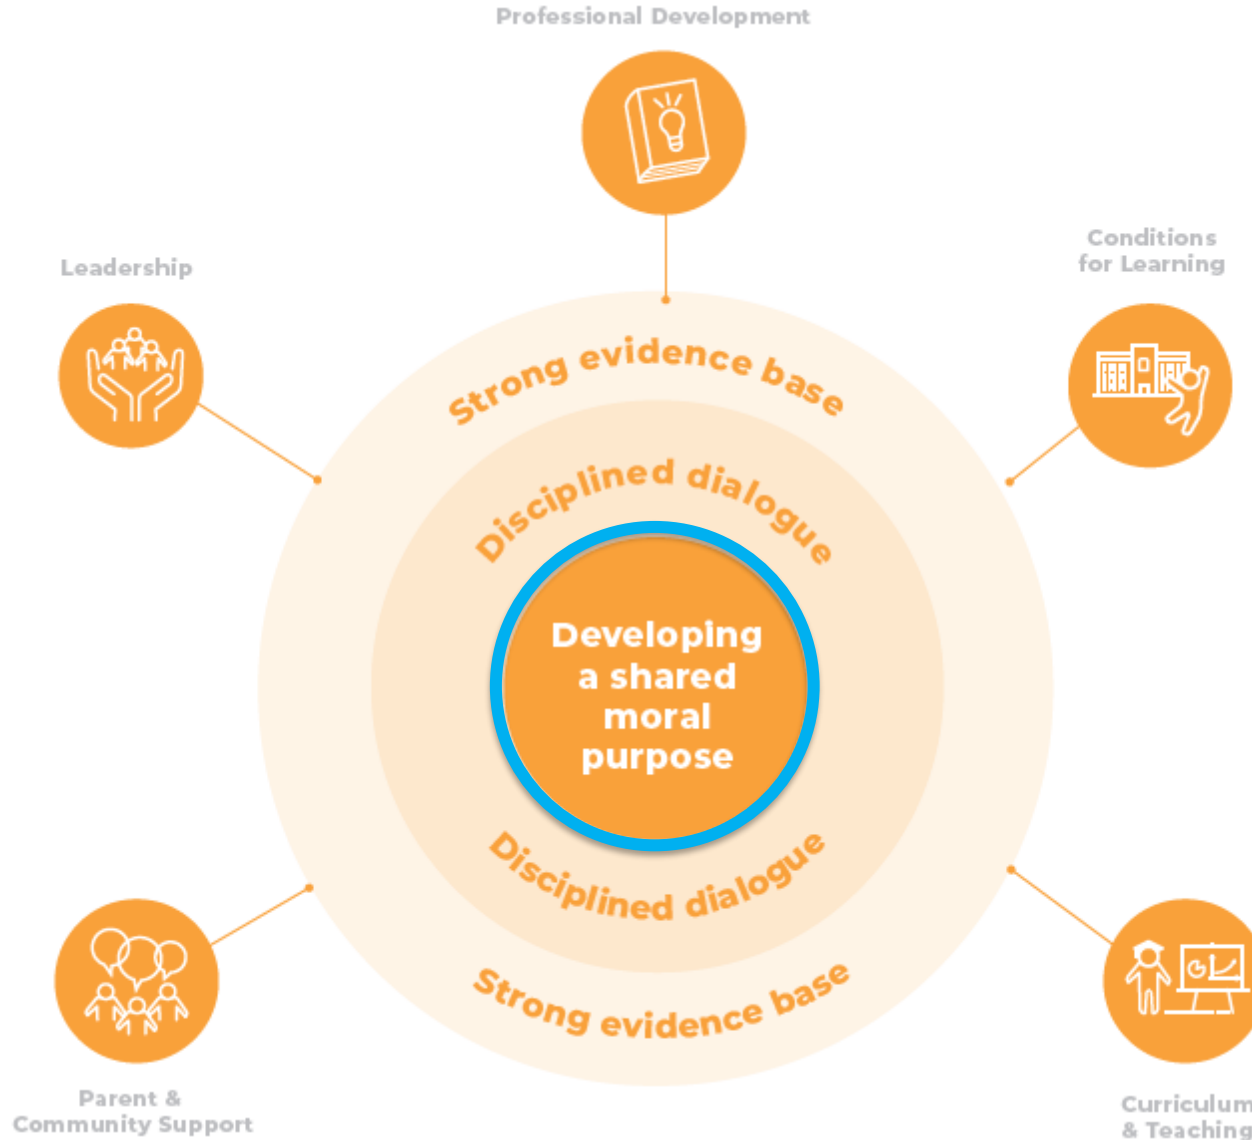 Professional Development
Conditions
for Learning
Leadership
Strong evidence base
Disciplined dialogue
Developing
a shared
moral
purpose
Disciplined dialogue
Strong evidence base
Parent &
Community Support
Curriculum
& Teaching